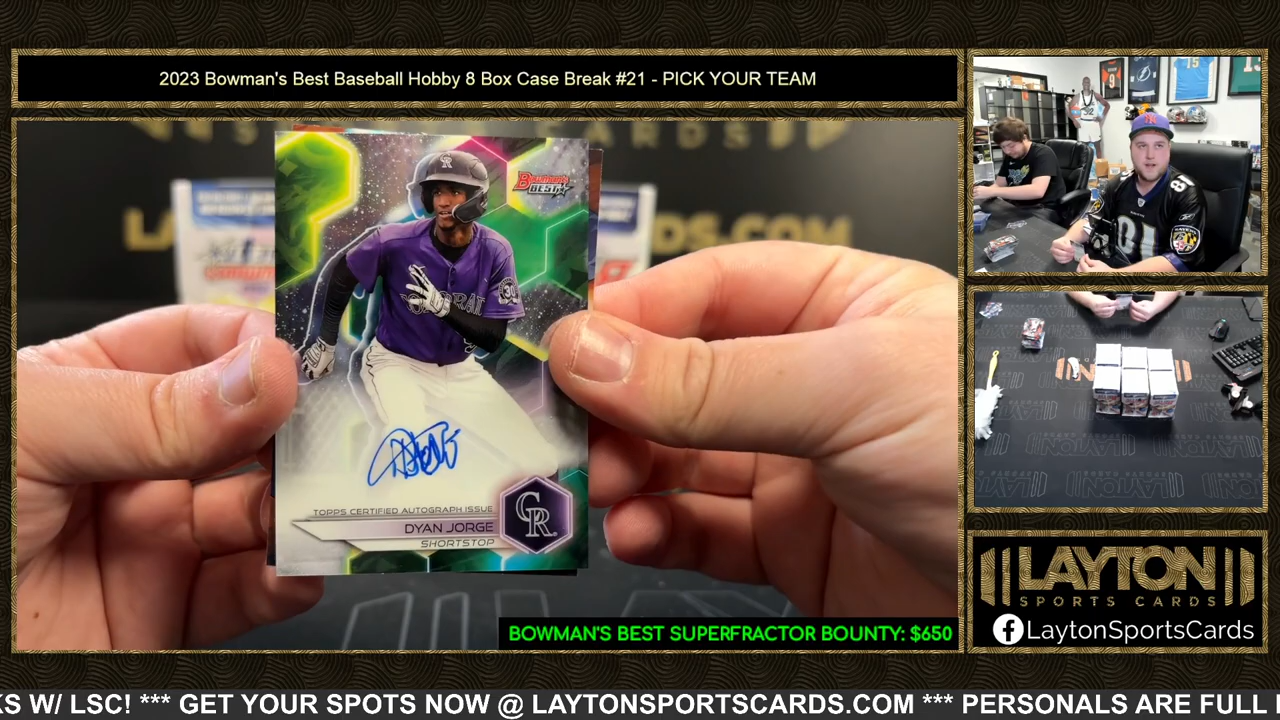 2023 Bowman's Best Baseball Hobby 8 Box Case Break #21 - PICK YOUR TEAM
BOWMAN'S BEST
TOPPS CERTIFIED AUTOGRAPH ISSUE
DYAN JORGE
SHORTSTOP
CR
BOWMAN'S BEST SUPERFRACTOR BOUNTY: $650
81
LAYTON
SPORTS CARDS
LaytonSportsCards
KS W/ LSC! *** GET YOUR SPOTS NOW @ LAYTONSPORTSCARDS.COM *** PERSONALS ARE FULL